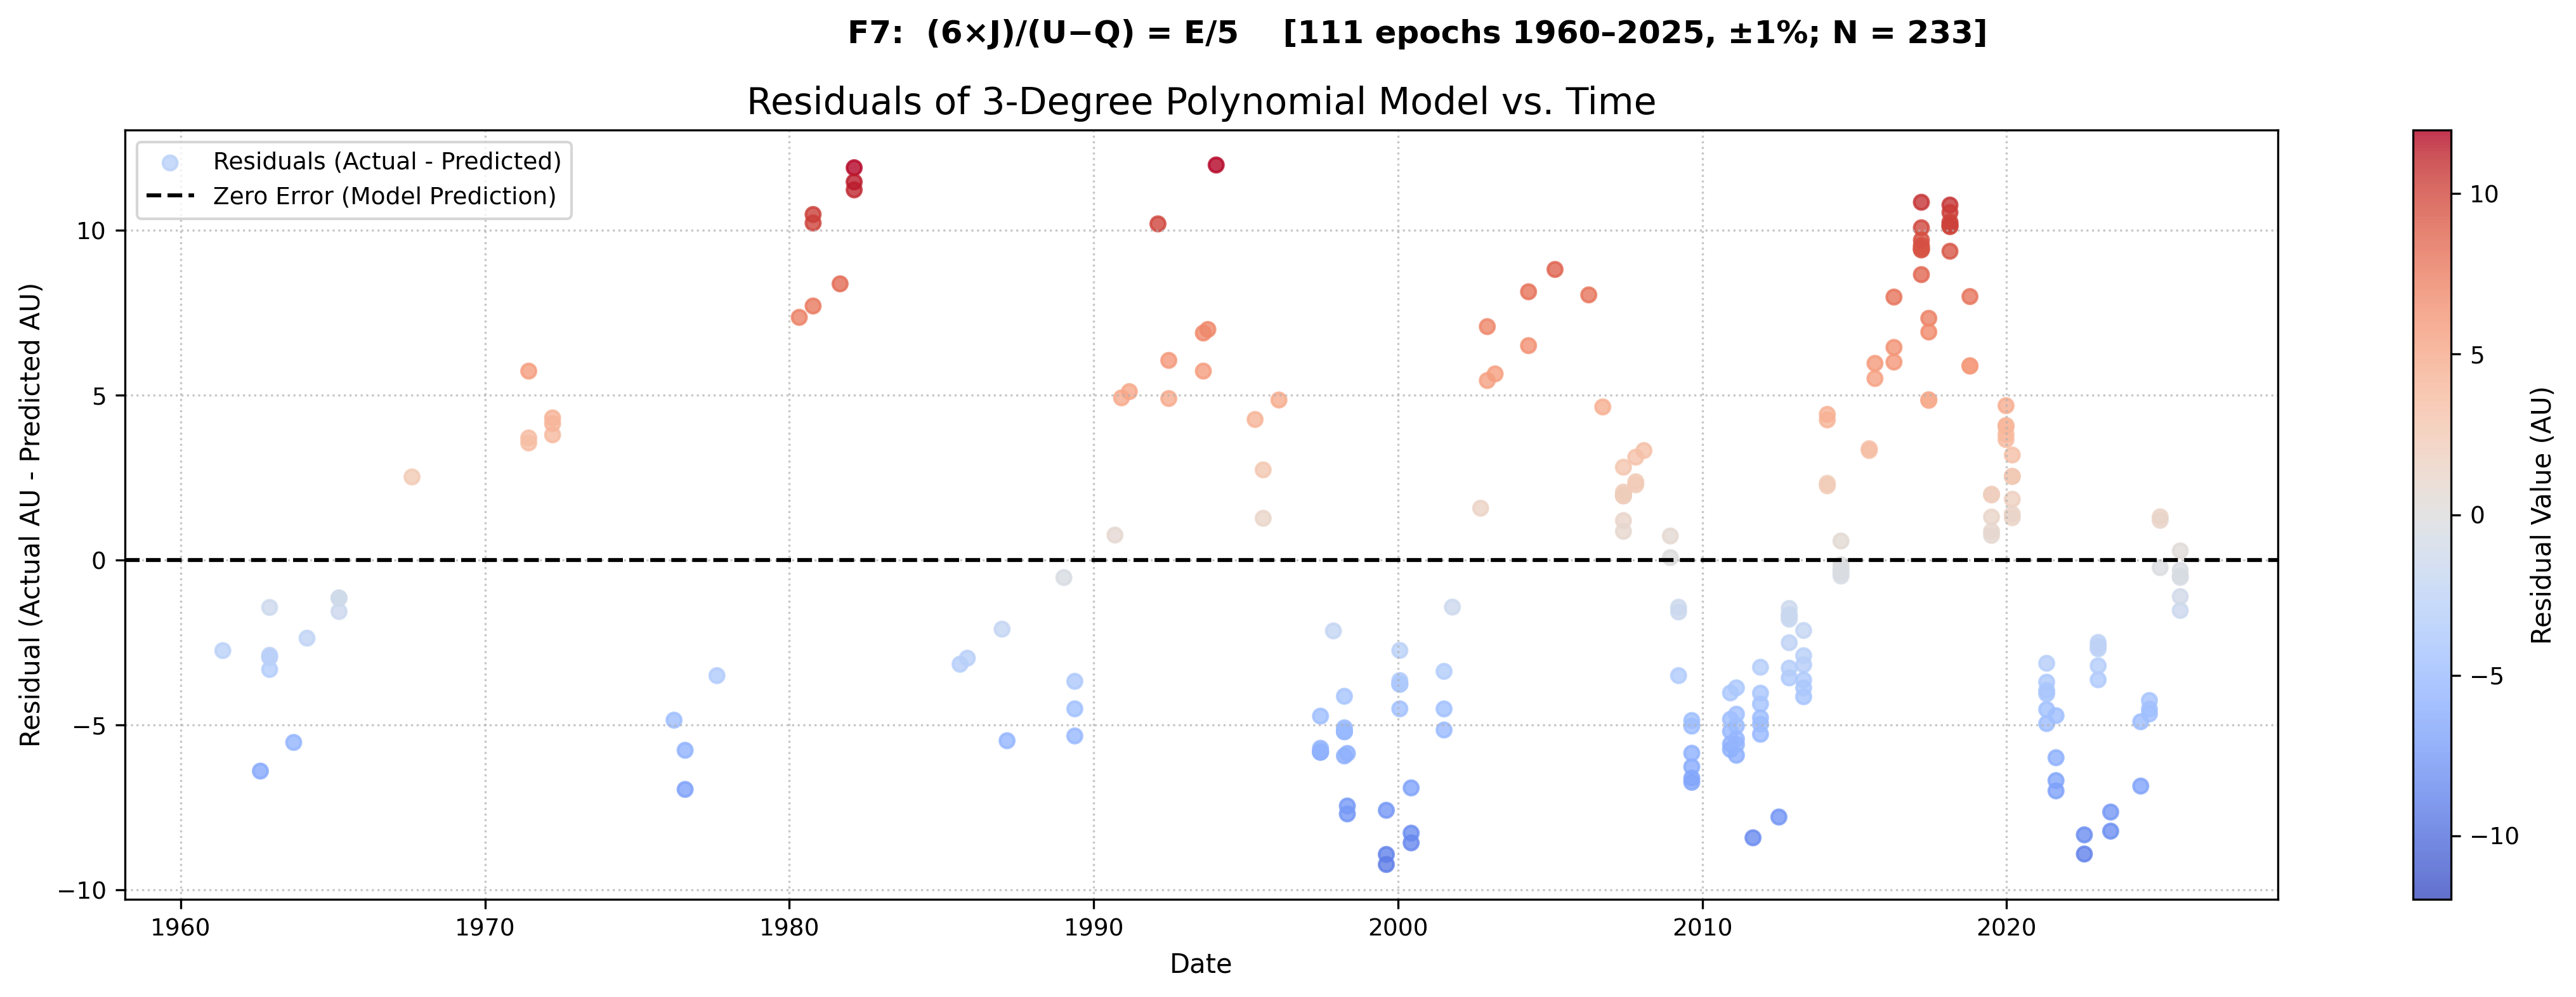 F7:  (6×J)/(U−Q) = E/5    [111 epochs 1960–2025, ±1%; N = 233]
Residuals of 3-Degree Polynomial Model vs. Time
Residuals (Actual - Predicted)
Zero Error (Model Prediction)
Residual (Actual AU - Predicted AU)
10
5
0
−5
−10
1960
1970
1980
1990
2000
2010
2020
Date
10
5
0
−5
−10
Residual Value (AU)